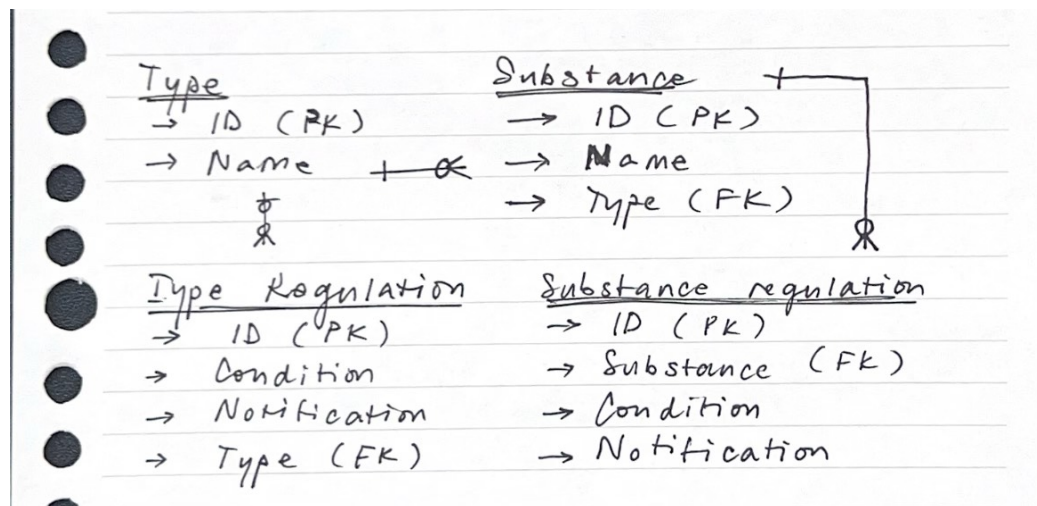 Type
→ ID (PK)
→ Name
Substance
→ ID (PK)
→ Name
→ Type (FK)
Type Regulation
→ ID (PK)
→ Condition
→ Notification
→ Type (FK)
Substance regulation
→ ID (PK)
→ Substance (FK)
→ Condition
→ Notification